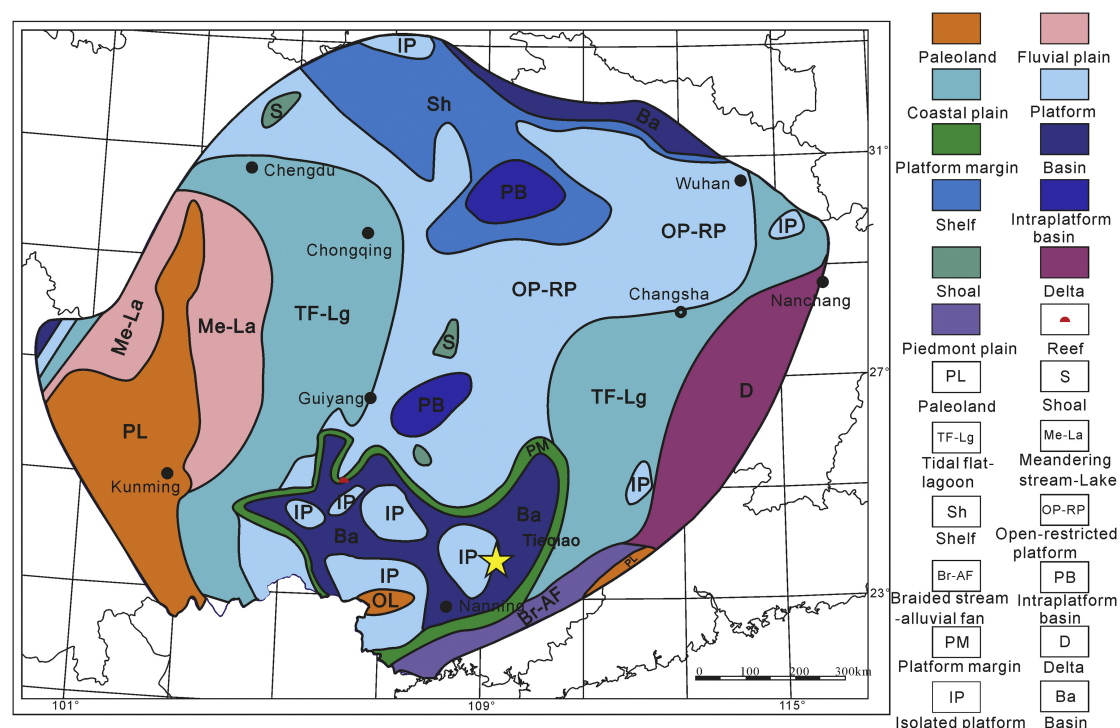 IP
Sh
S
Ba
31°
Chengdu
Wuhan
PB
IP
OP-RP
Chongqing
OP-RP
Changsha
Nanchang
Me-La
Me-La
TF-Lg
S
27°
Guiyang
PB
TF-Lg
D
PL
PM
Kunming
IP
IP
IP
IP
Ba
Ba
Tieqiao
IP
IP
PL
OL
Nanning
Br-AF
23°
0 100 200 300km
101°
109°
115°
Paleoland
Fluvial plain
Coastal plain
Platform
Platform margin
Basin
Shelf
Intraplatform
basin
Shoal
Delta
Piedmont plain
Reef
PL
S
Paleoland
Shoal
TF-Lg
Me-La
Tidal flat-
lagoon
Meandering
stream-Lake
Sh
OP-RP
Shelf
Open-restricted
platform
Br-AF
PB
Braided stream
-alluvial fan
Intraplatform
basin
PM
D
Platform margin
Delta
IP
Ba
Isolated platform
Basin